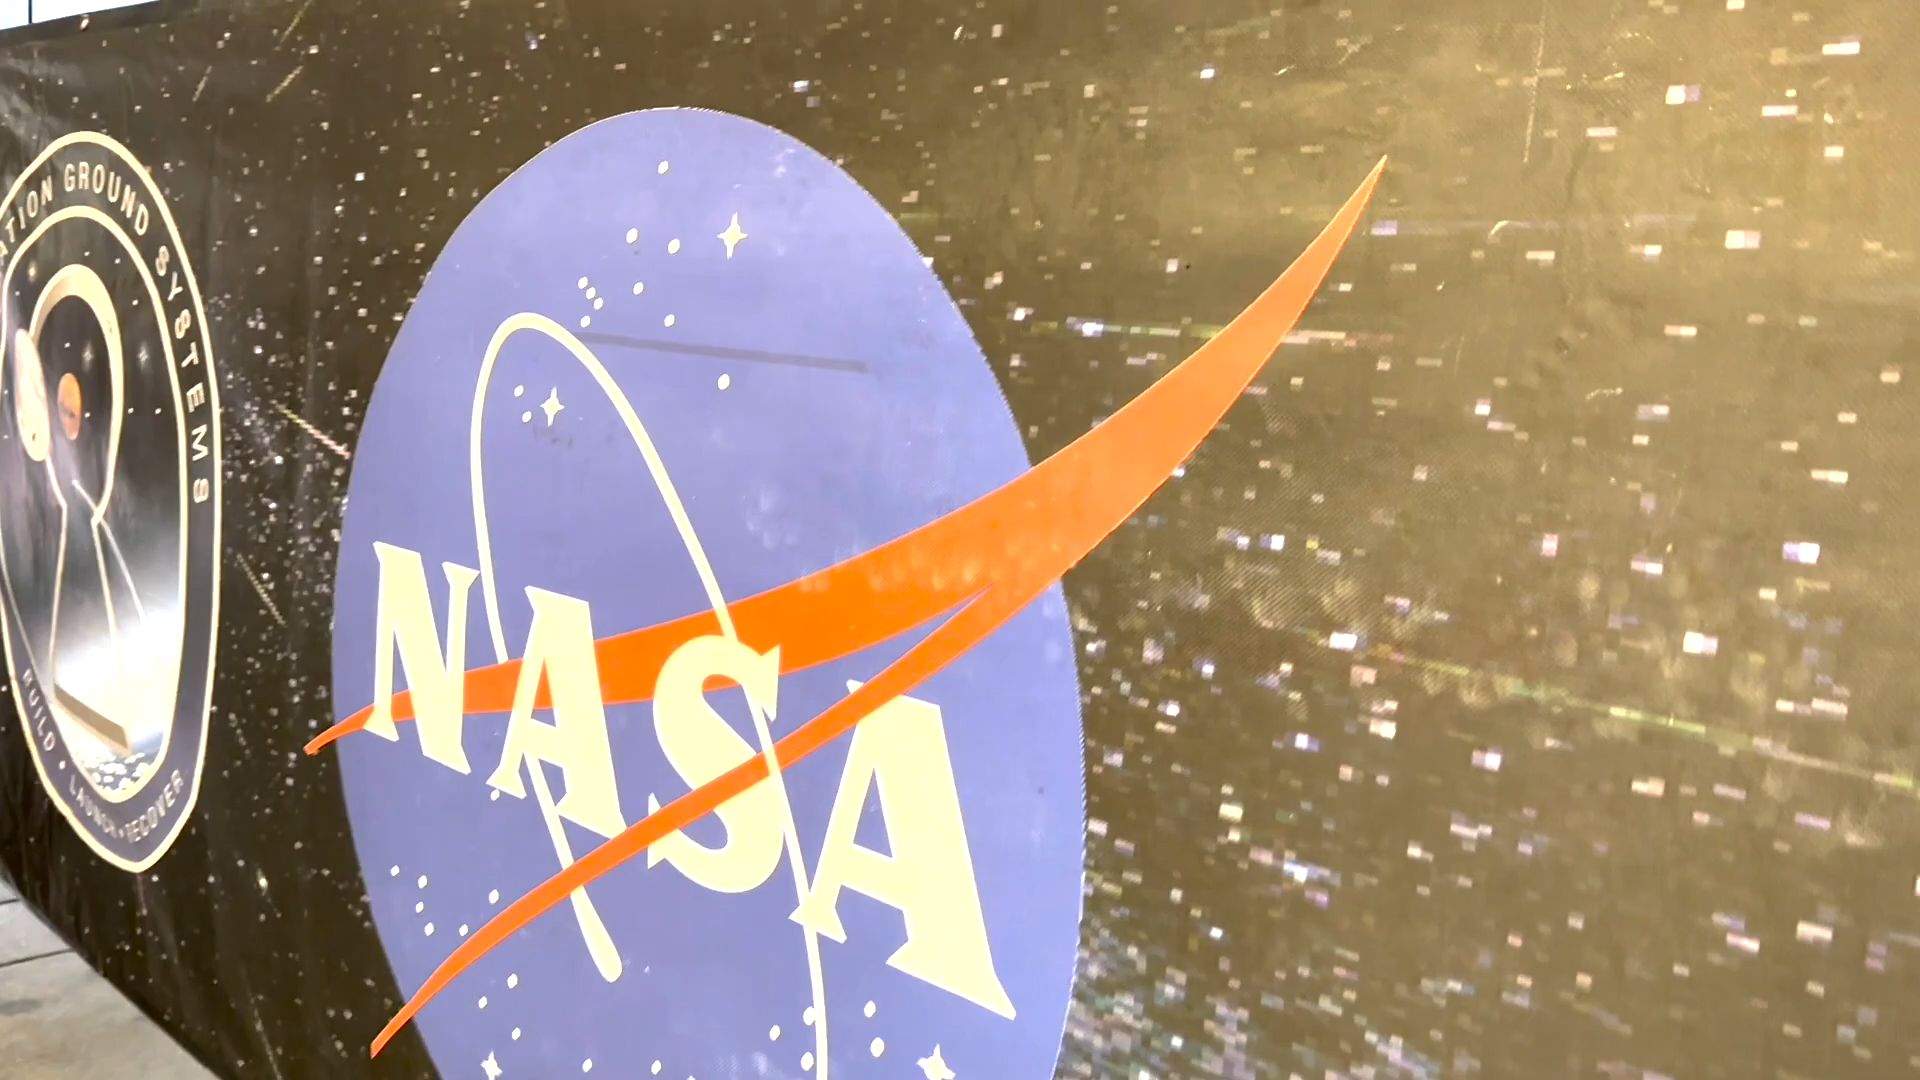 ATION GROUND SYSTEMS
BUILD • LAUNCH • RECOVER
NASA